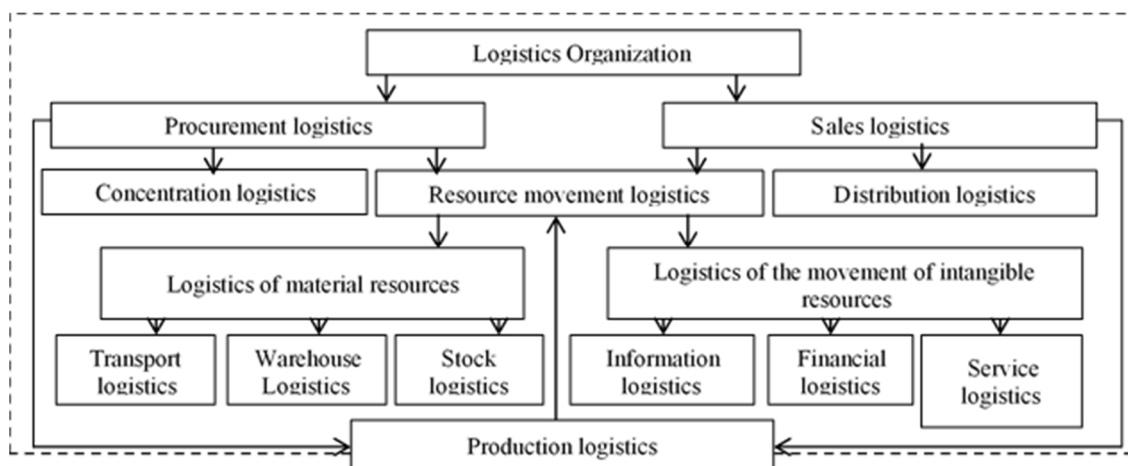 Logistics Organization
Procurement logistics
Sales logistics
Concentration logistics
Resource movement logistics
Distribution logistics
Logistics of material resources
Logistics of the movement of intangible
resources
Transport
logistics
Warehouse
Logistics
Stock
logistics
Information
logistics
Financial
logistics
Service
logistics
Production logistics